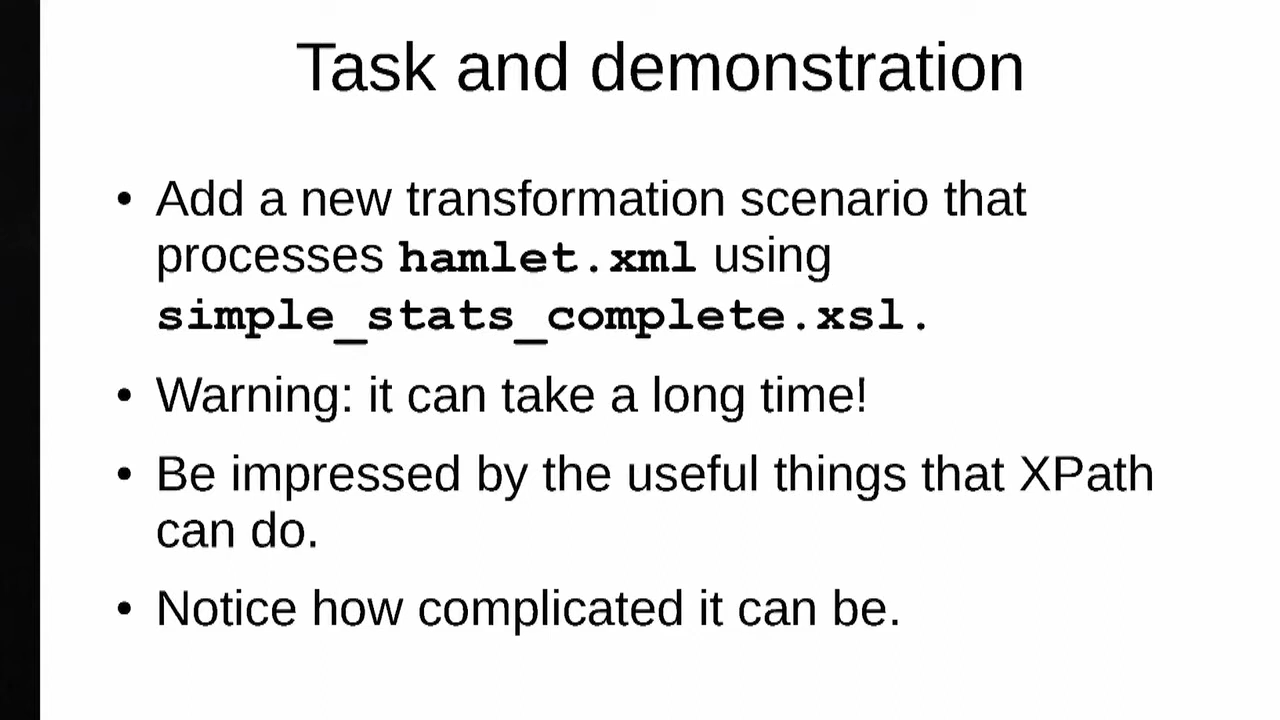 Task and demonstration
• Add a new transformation scenario that
processes hamlet.xml using
simple_stats_complete.xsl.
• Warning: it can take a long time!
• Be impressed by the useful things that XPath
can do.
• Notice how complicated it can be.